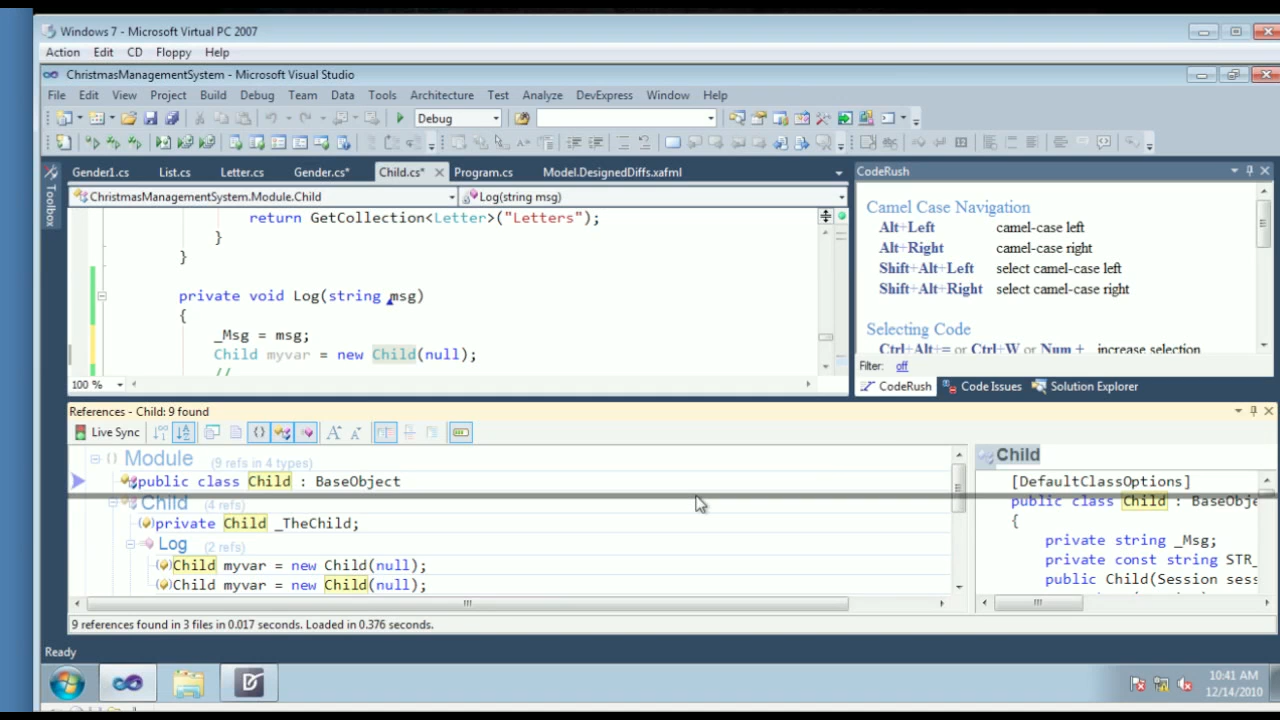 Windows 7 - Microsoft Virtual PC 2007
Action Edit CD Floppy Help
ChristmasManagementSystem - Microsoft Visual Studio
File Edit View Project Build Debug Team Data Tools Architecture Test Analyze DevExpress Window Help
Debug
Toolbox
Gender1.cs List.cs Letter.cs Gender.cs* Child.cs* Program.cs Model.DesignedDiffs.xafml
ChristmasManagementSystem.Module.Child Log(string msg)
return GetCollection<Letter>("Letters");
}
}
private void Log(string msg)
{
_Msg = msg;
Child myvar = new Child(null);
//
100 %
CodeRush
Camel Case Navigation
Alt+Left camel-case left
Alt+Right camel-case right
Shift+Alt+Left select camel-case left
Shift+Alt+Right select camel-case right
Selecting Code
Ctrl+Alt+= or Ctrl+W or Num + increase selection
Filter: off
CodeRush Code Issues Solution Explorer
References - Child: 9 found
Live Sync
Module (9 refs in 4 types)
public class Child : BaseObject
Child (4 refs)
private Child _TheChild;
Log (2 refs)
Child myvar = new Child(null);
Child myvar = new Child(null);
Child
[DefaultClassOptions]
public class Child : BaseObje
{
private string _Msg;
private const string STR_
public Child(Session sess
9 references found in 3 files in 0.017 seconds. Loaded in 0.376 seconds.
Ready
10:41 AM
12/14/2010